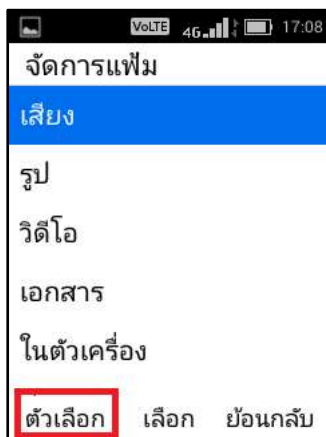 VoLTE 4G 17:08
จัดการแฟ้ม
เสียง
รูป
วิดีโอ
เอกสาร
ในตัวเครื่อง
ตัวเลือก เลือก ย้อนกลับ